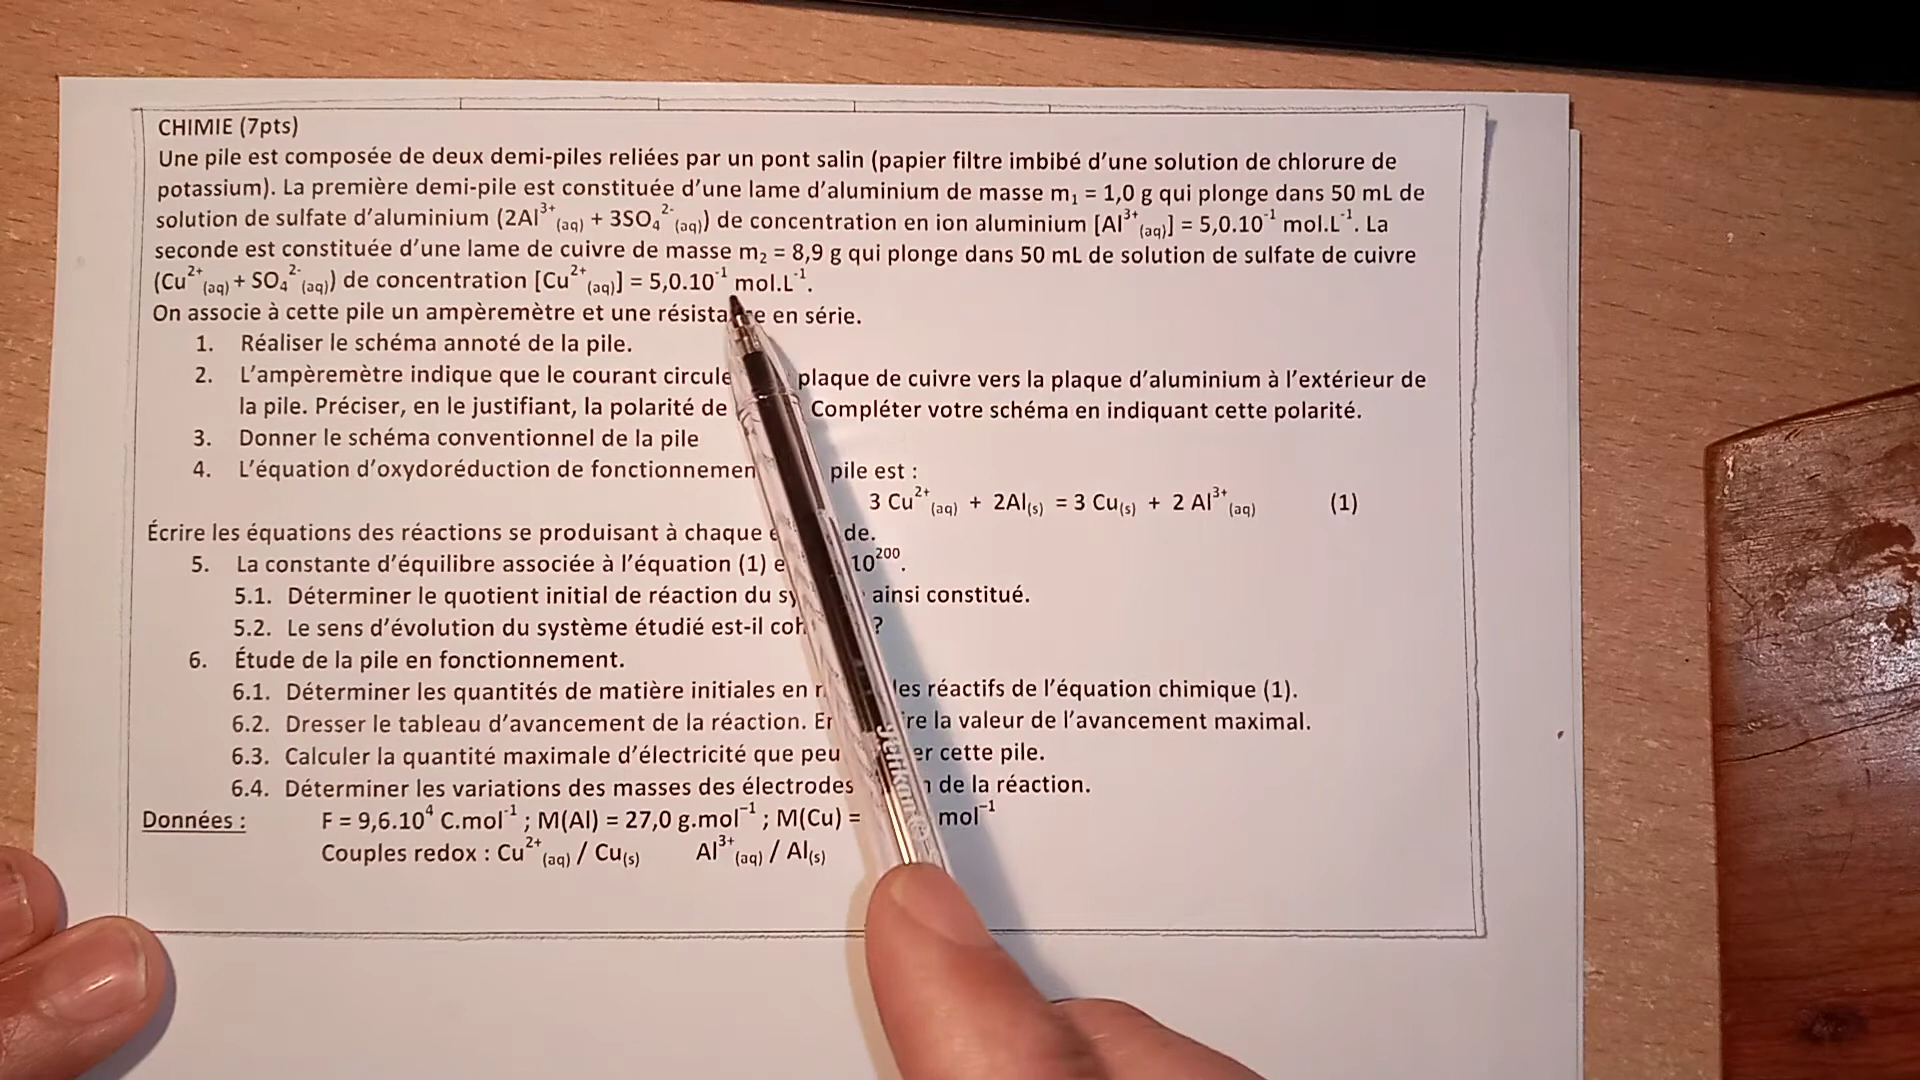 CHIMIE (7pts)
Une pile est composée de deux demi-piles reliées par un pont salin (papier filtre imbibé d'une solution de chlorure de
potassium). La première demi-pile est constituée d'une lame d'aluminium de masse m₁ = 1,0 g qui plonge dans 50 mL de
solution de sulfate d'aluminium (2Al³⁺(aq) + 3SO₄²⁻(aq)) de concentration en ion aluminium [Al³⁺(aq)] = 5,0.10⁻¹ mol.L⁻¹. La
seconde est constituée d'une lame de cuivre de masse m₂ = 8,9 g qui plonge dans 50 mL de solution de sulfate de cuivre
(Cu²⁺(aq) + SO₄²⁻(aq)) de concentration [Cu²⁺(aq)] = 5,0.10⁻¹ mol.L⁻¹.
On associe à cette pile un ampèremètre et une en série.
1. Réaliser le schéma annoté de la pile.
2. L'ampèremètre indique que le courant circule plaque de cuivre vers la plaque d'aluminium à l'extérieur de
la pile. Préciser, en le justifiant, la polarité de Compléter votre schéma en indiquant cette polarité.
3. Donner le schéma conventionnel de la pile
4. L'équation d'oxydoréduction de pile est :
3 Cu²⁺(aq) + 2Al(s) = 3 Cu(s) + 2 Al³⁺(aq) (1)
Écrire les équations des réactions se produisant à chaque
5. La constante d'équilibre associée à l'équation (1) 10²⁰⁰.
5.1. Déterminer le quotient initial de réaction du ainsi constitué.
5.2. Le sens d'évolution du système étudié est-il ?
6. Étude de la pile en fonctionnement.
6.1. Déterminer les quantités de matière initiales en réactifs de l'équation chimique (1).
6.2. Dresser le tableau d'avancement de la réaction. la valeur de l'avancement maximal.
6.3. Calculer la quantité maximale d'électricité que cette pile.
6.4. Déterminer les variations des masses des électrodes de la réaction.
Données : F = 9,6.10⁴ C.mol⁻¹ ; M(Al) = 27,0 g.mol⁻¹ ; M(Cu) = mol⁻¹
Couples redox : Cu²⁺(aq) / Cu(s) Al³⁺(aq) / Al(s)